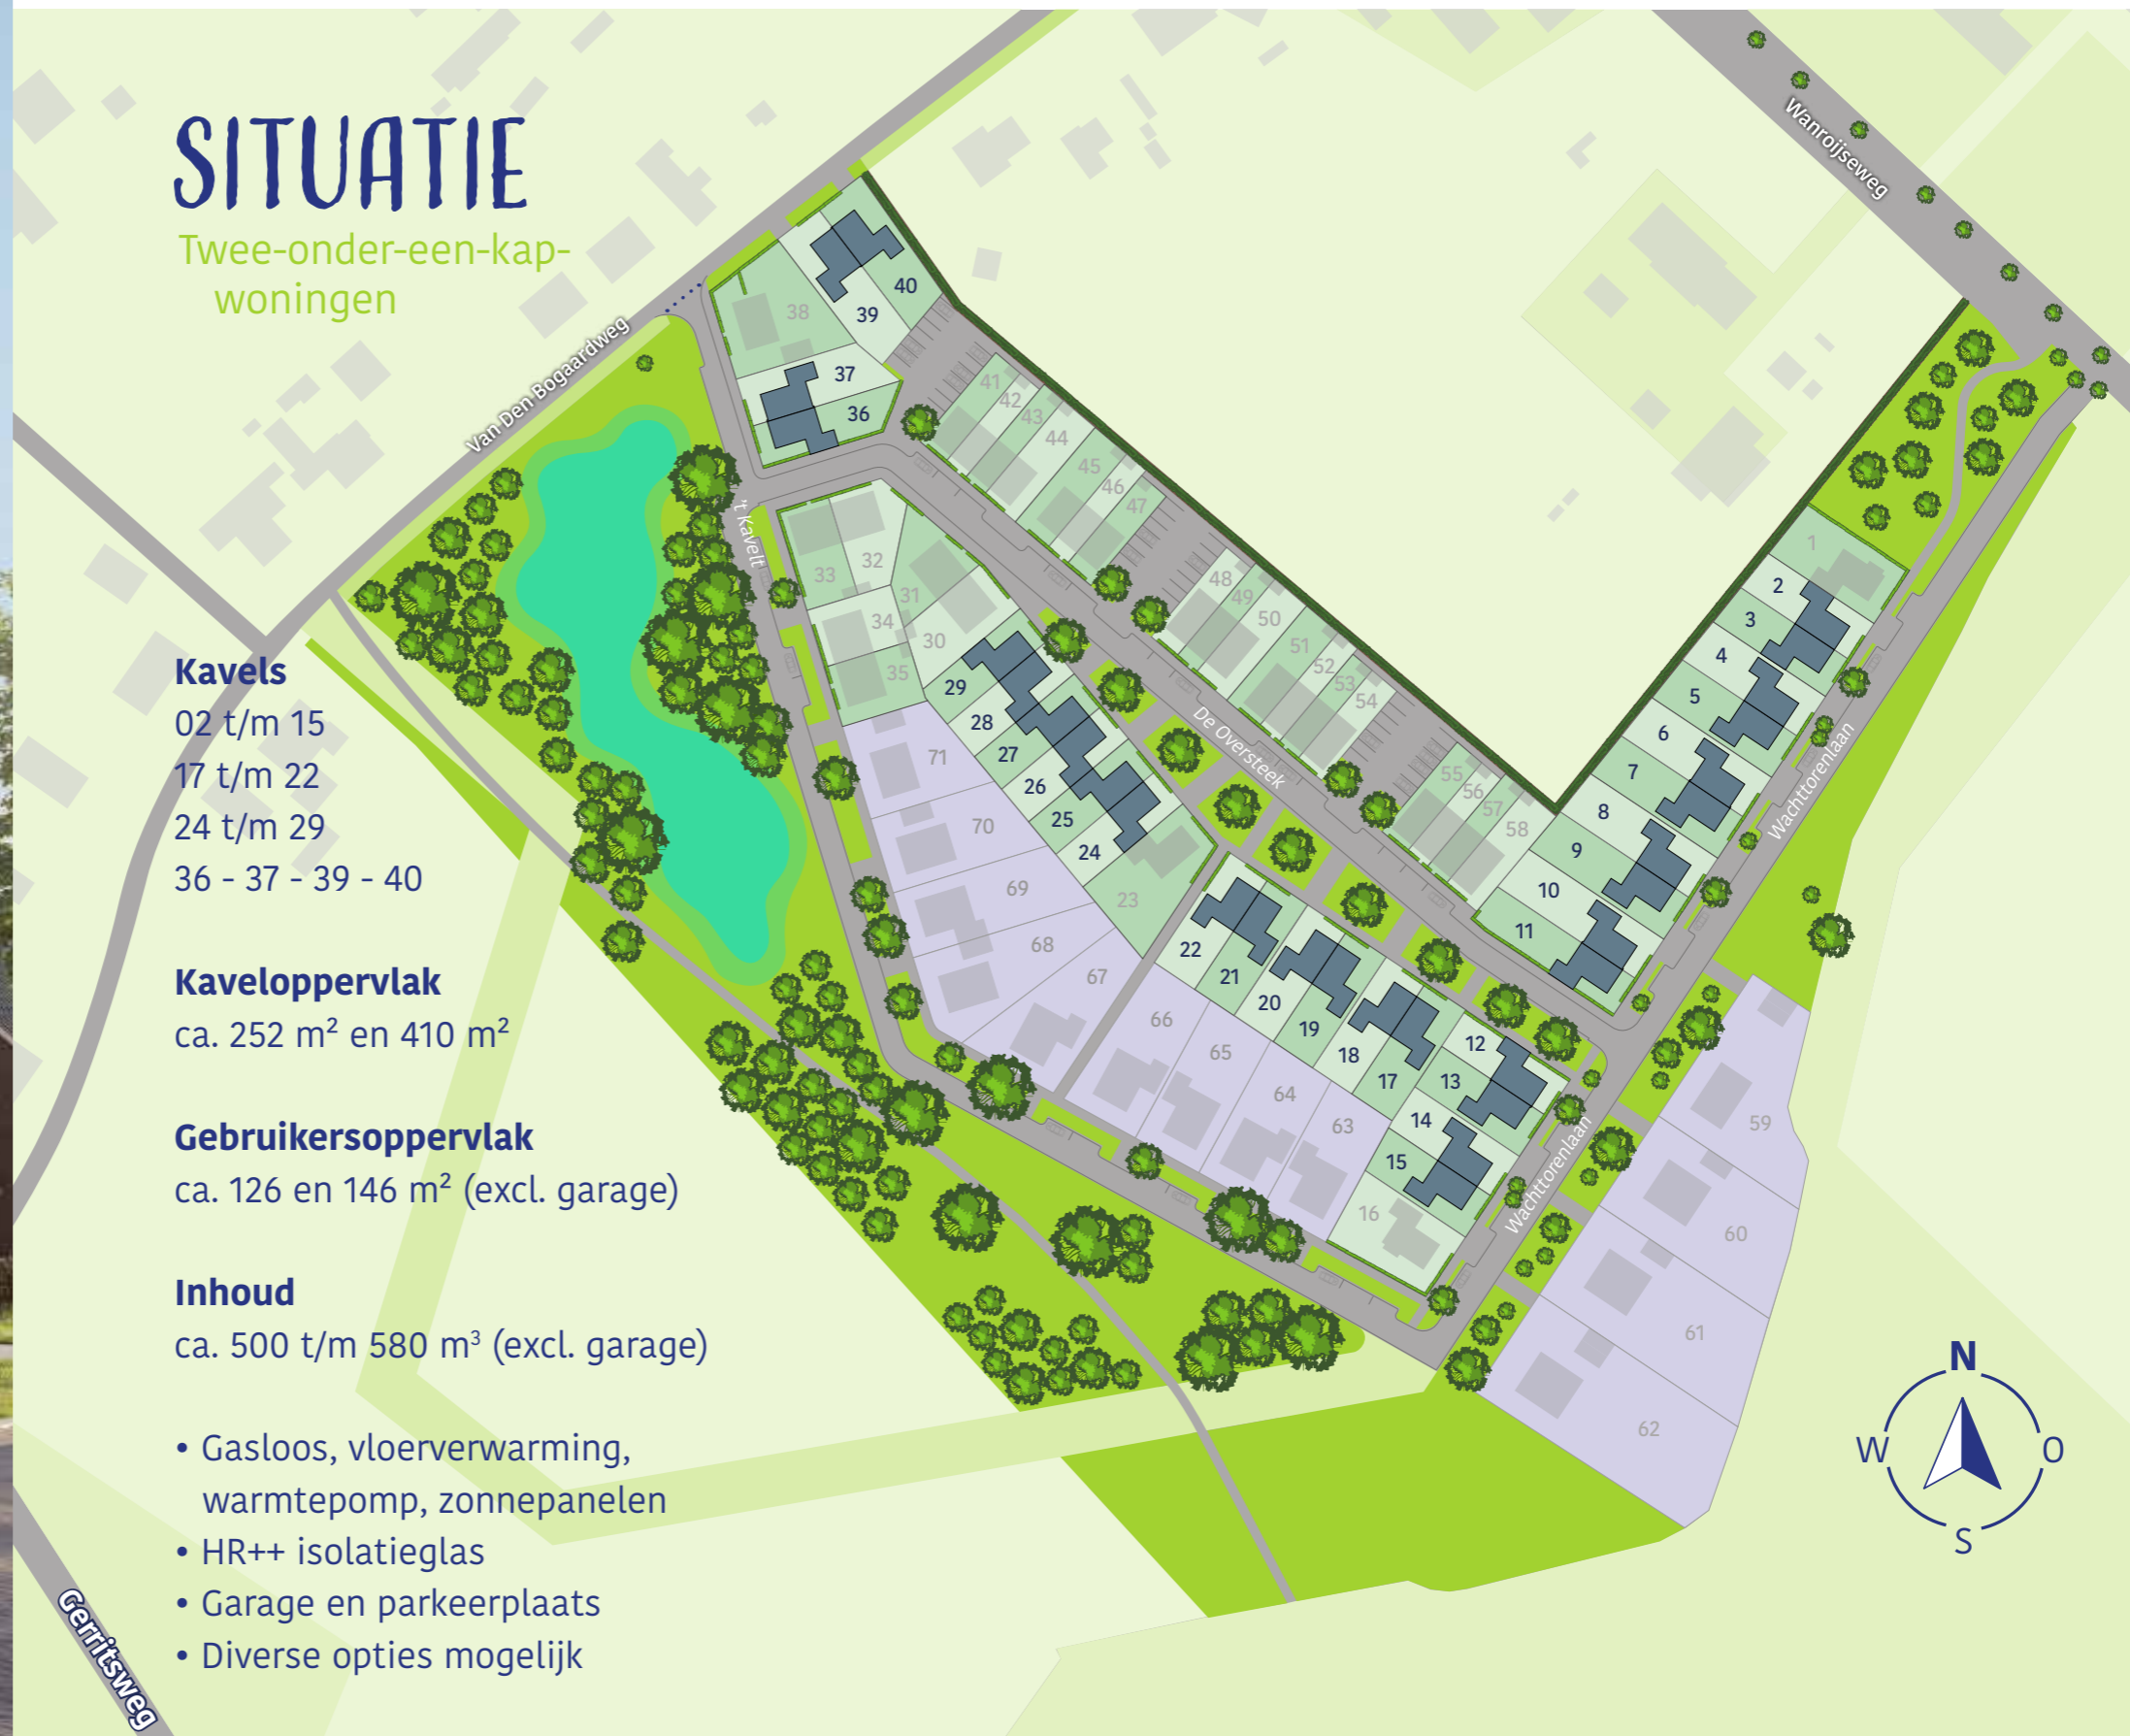 SITUATIE
Twee-onder-een-kap-
woningen
Kavels
02 t/m 15
17 t/m 22
24 t/m 29
36 - 37 - 39 - 40
Kaveloppervlak
ca. 252 m² en 410 m²
Gebruikersoppervlak
ca. 126 en 146 m² (excl. garage)
Inhoud
ca. 500 t/m 580 m³ (excl. garage)
• Gasloos, vloerverwarming,
warmtepomp, zonnepanelen
• HR++ isolatieglas
• Garage en parkeerplaats
• Diverse opties mogelijk
Gerritsweg
Van Den Bogaardweg
Wanroijseweg
't Kavelt
De Oversteek
Wachttorenlaan
Wachttorenlaan
1
2
3
4
5
6
7
8
9
10
11
12
13
14
15
16
17
18
19
20
21
22
23
24
25
26
27
28
29
30
31
32
33
34
35
36
37
38
39
40
41
42
43
44
45
46
47
48
49
50
51
52
53
54
55
56
57
58
59
60
61
62
63
64
65
66
67
68
69
70
71
N
W
O
S